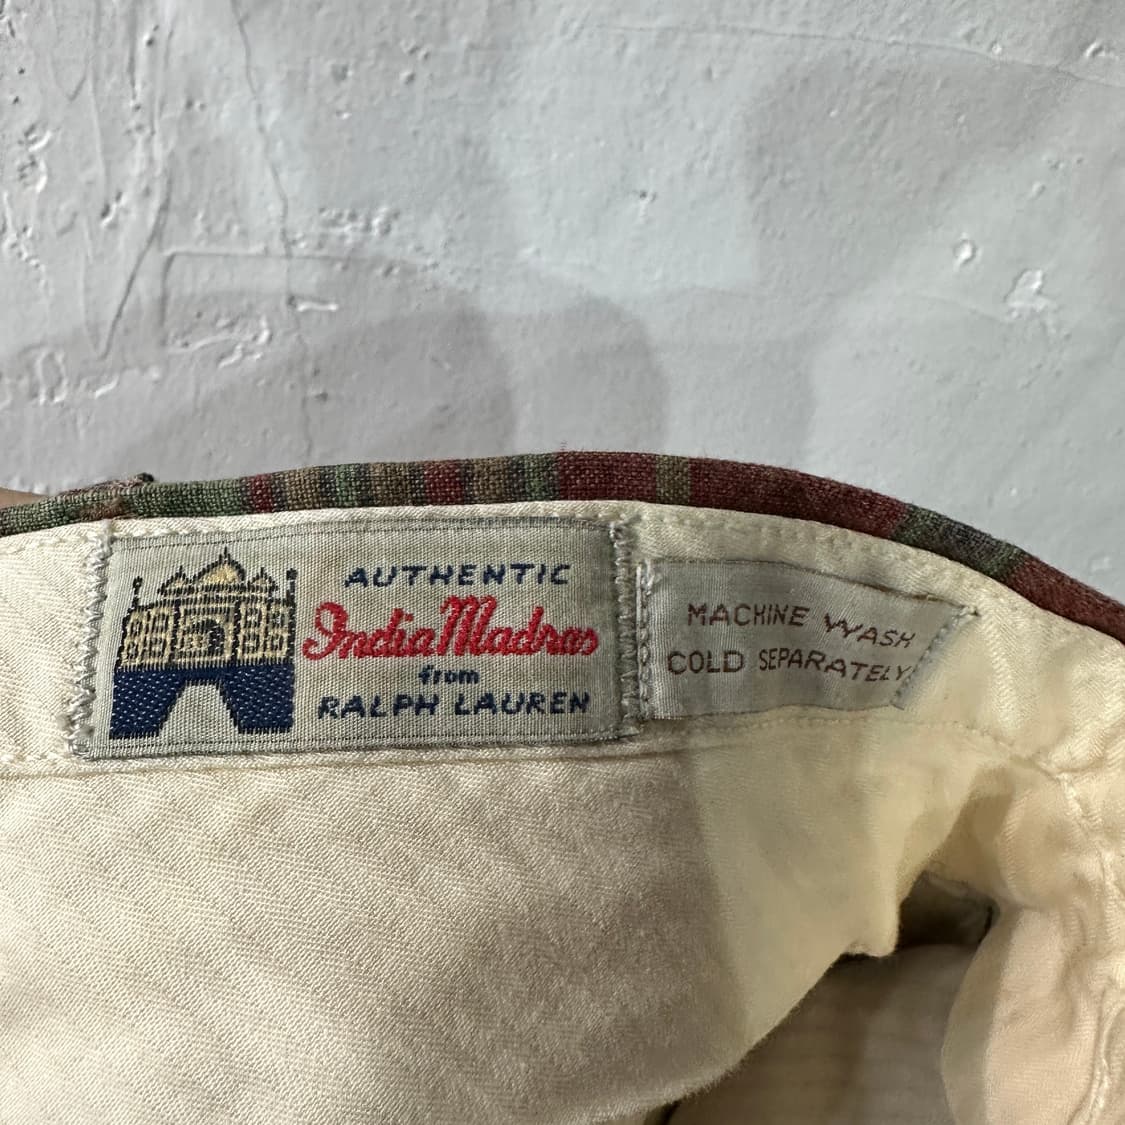 AUTHENTIC
India Madras
from
RALPH LAUREN
MACHINE WASH
COLD SEPARATELY